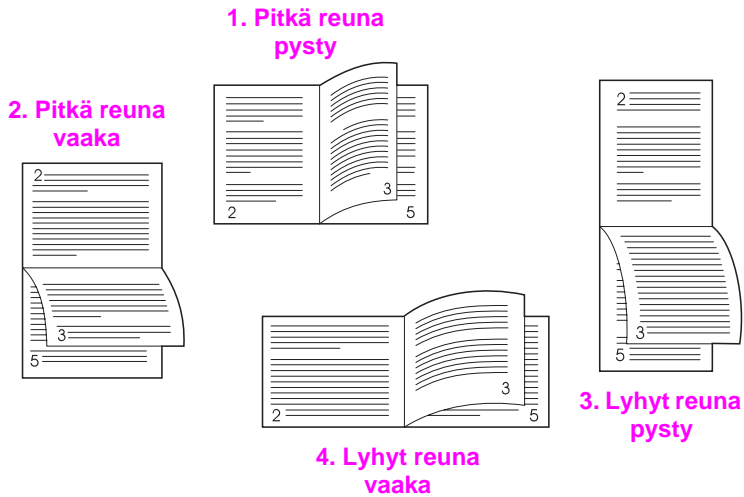 1. Pitkä reuna
pysty
2
3
5
2. Pitkä reuna
vaaka
2
3
5
2
3
5
3. Lyhyt reuna
pysty
2
3
5
4. Lyhyt reuna
vaaka